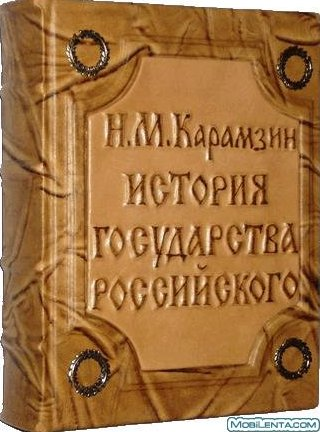 Н.М.Карамзин
ИСТОРИЯ
ГОСУДАРСТВА
РОССИЙСКОГО
MOBILENTA.COM